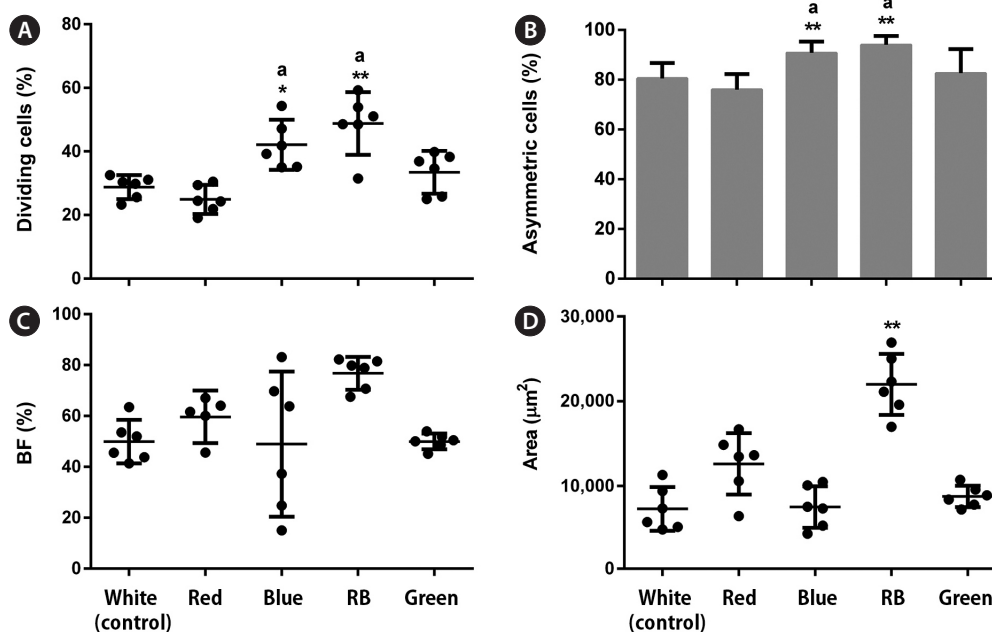 A
Dividing cells (%)
80
60
40
20
0
a
*
a
**
B
Asymmetric cells (%)
100
80
60
40
20
0
a
**
a
**
C
BF (%)
100
80
60
40
20
0
White
(control)
Red
Blue
RB
Green
D
Area (μm²)
30,000
20,000
10,000
0
**
White
(control)
Red
Blue
RB
Green